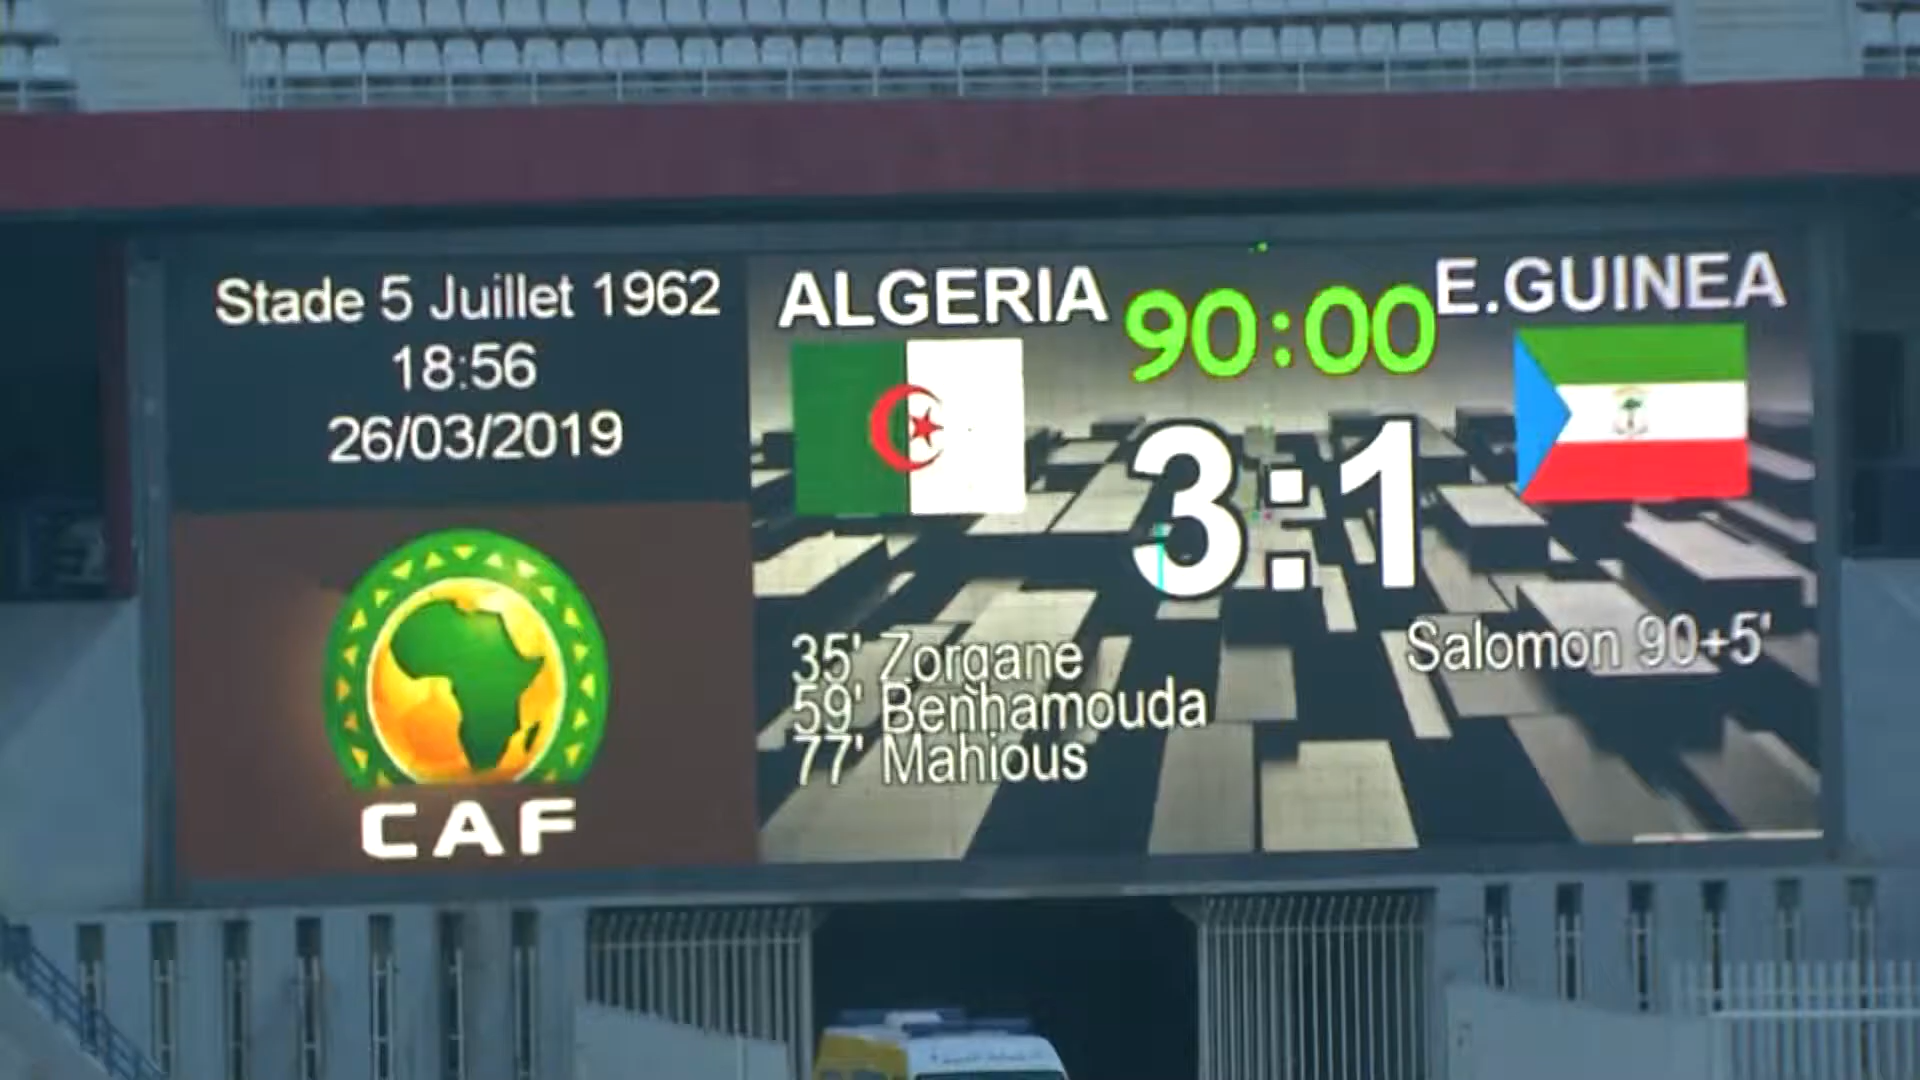 Stade 5 Juillet 1962
18:56
26/03/2019
CAF
ALGERIA
90:00
E.GUINEA
3:1
35' Zorgane
59' Benhamouda
77' Mahious
Salomon 90+5'